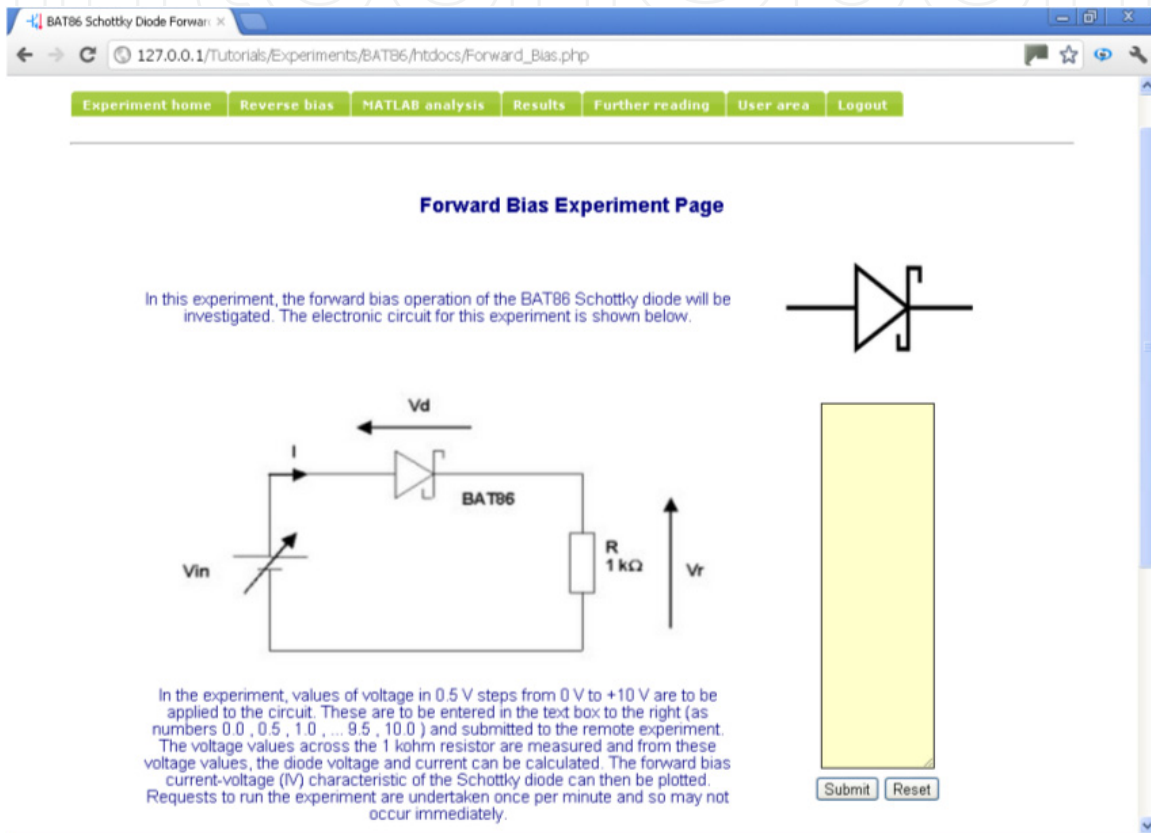 BAT86 Schottky Diode Forwar
127.0.0.1/Tutorials/Experiments/BAT86/htdocs/Forward_Bias.php
Experiment home Reverse bias MATLAB analysis Results Further reading User area Logout
Forward Bias Experiment Page
In this experiment, the forward bias operation of the BAT86 Schottky diode will be
investigated. The electronic circuit for this experiment is shown below.
Vd
I
BAT86
Vin
R
1 kΩ
Vr
In the experiment, values of voltage in 0.5 V steps from 0 V to +10 V are to be
applied to the circuit. These are to be entered in the text box to the right (as
numbers 0.0 , 0.5 , 1.0 , ... 9.5 , 10.0 ) and submitted to the remote experiment.
The voltage values across the 1 kohm resistor are measured and from these
voltage values, the diode voltage and current can be calculated. The forward bias
current-voltage (IV) characteristic of the Schottky diode can then be plotted.
Requests to run the experiment are undertaken once per minute and so may not
occur immediately.
Submit Reset